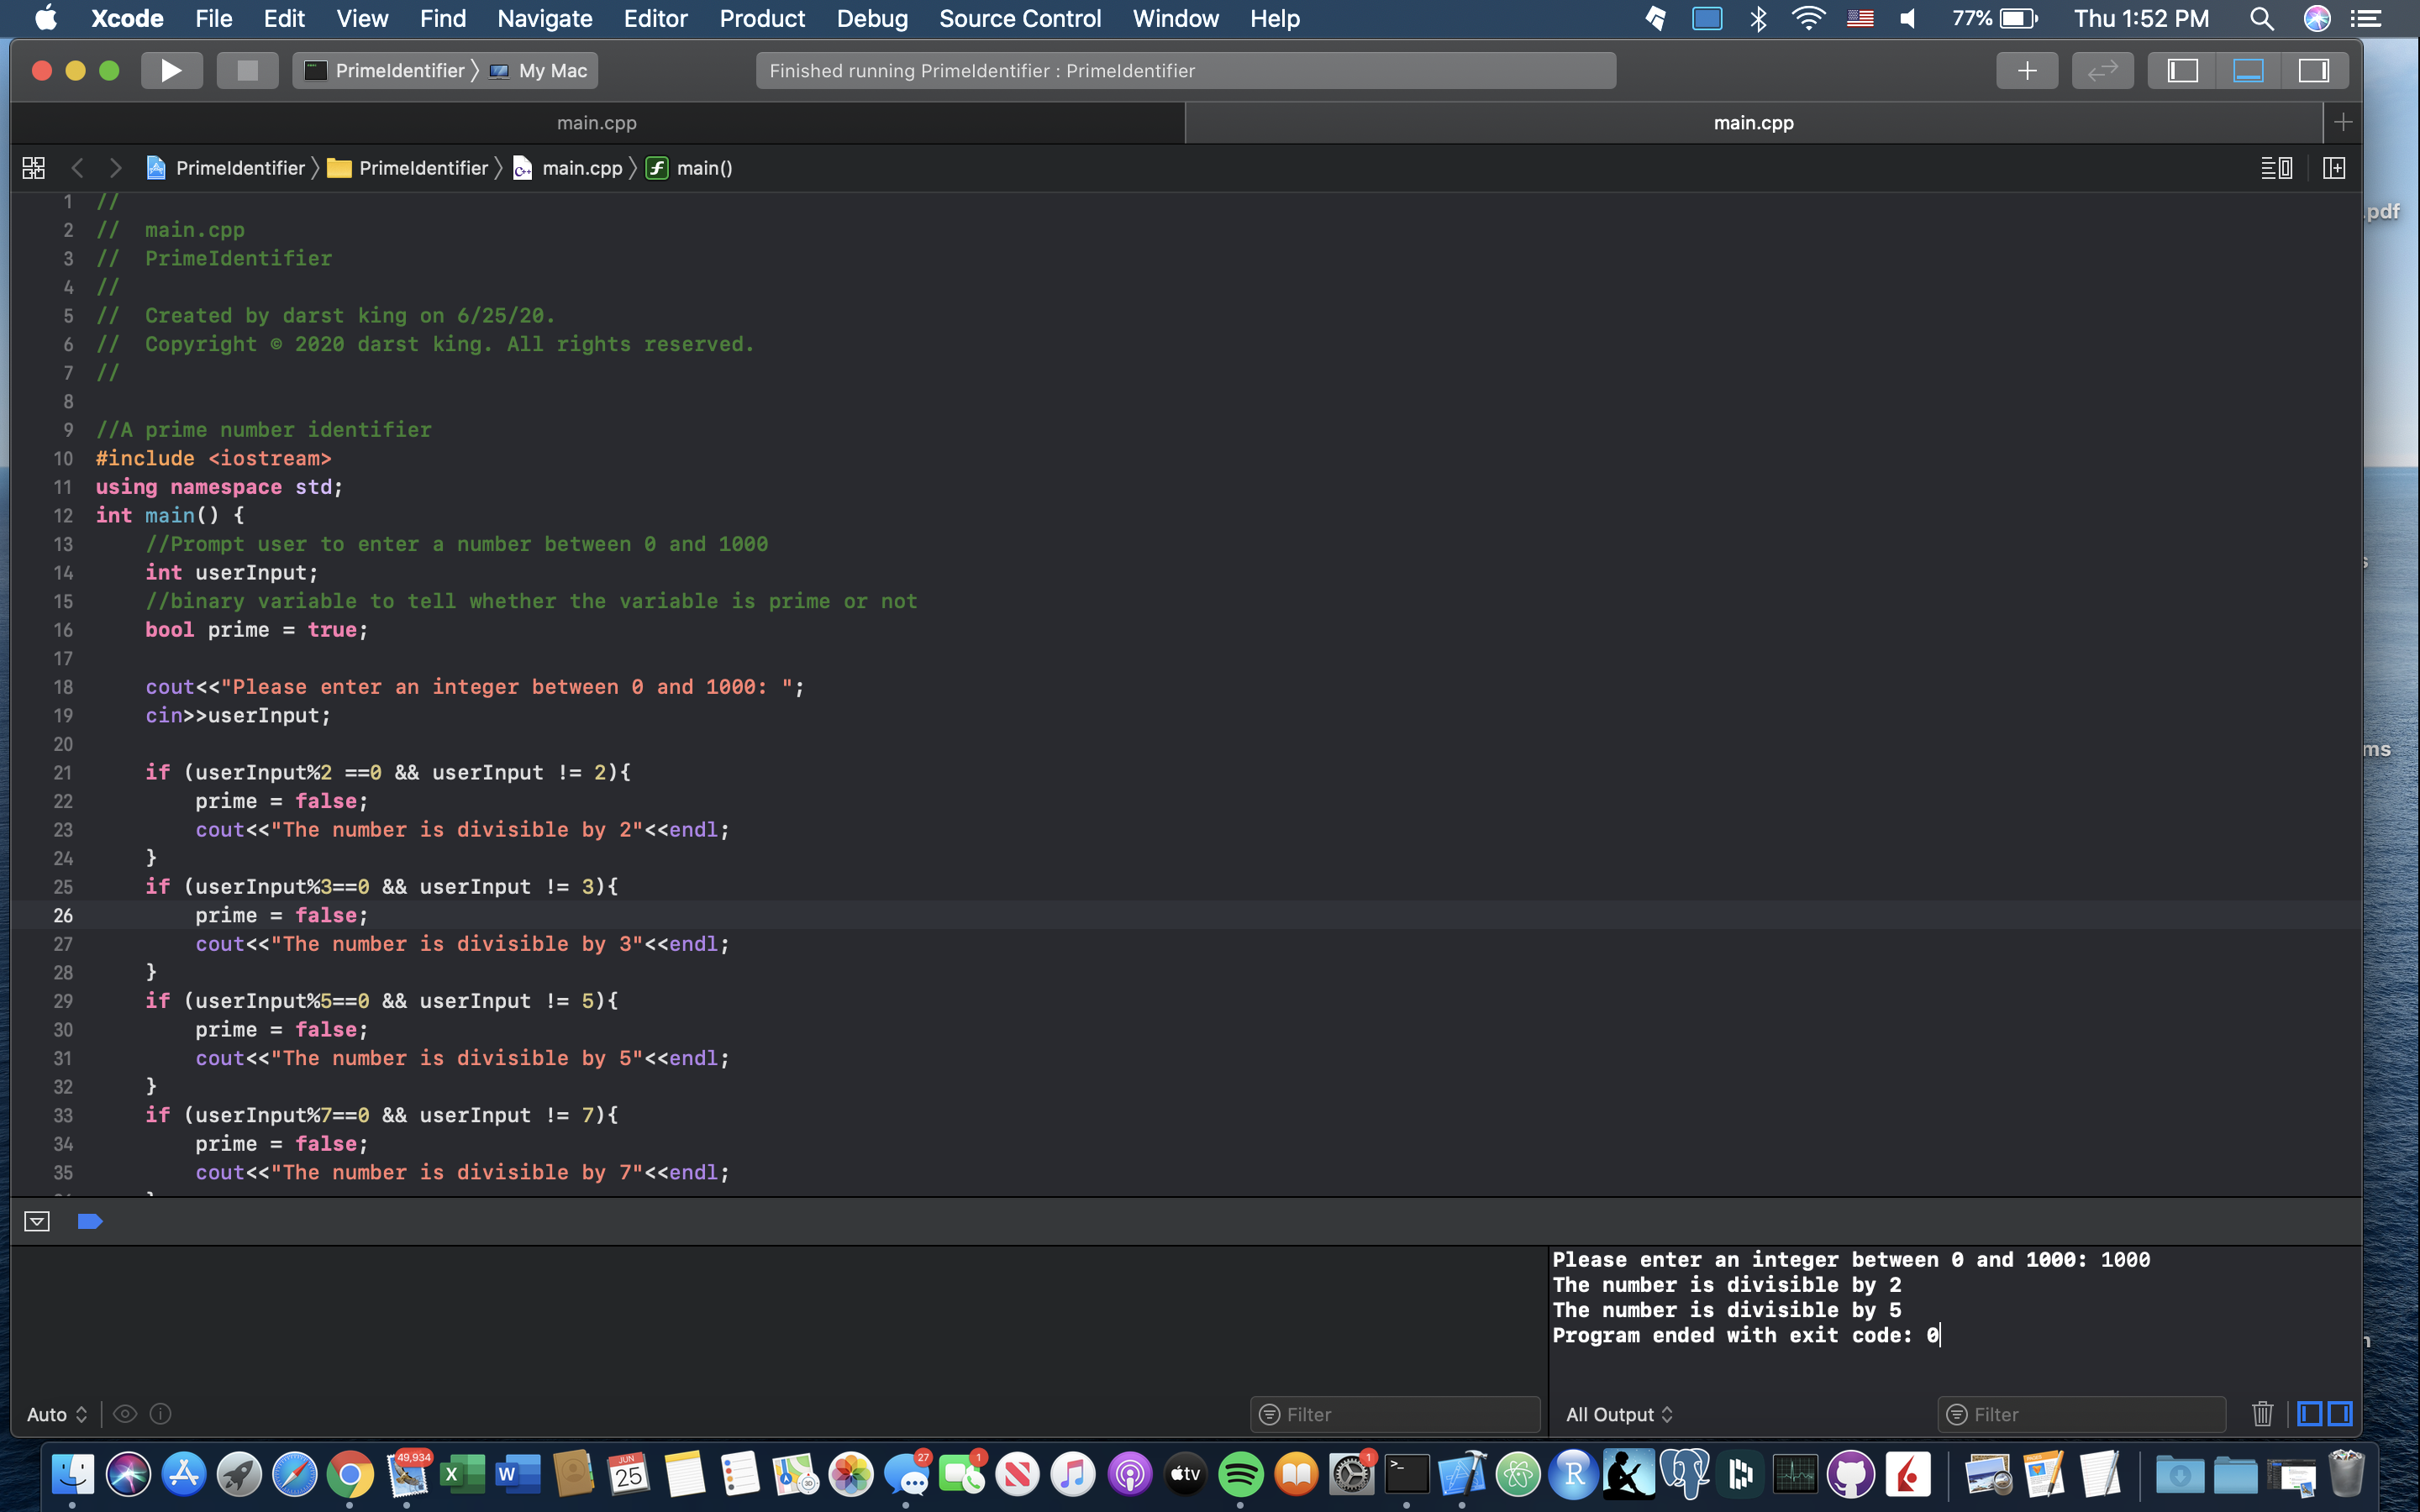 Xcode File Edit View Find Navigate Editor Product Debug Source Control Window Help 77% Thu 1:52 PM
PrimeIdentifier My Mac Finished running PrimeIdentifier : PrimeIdentifier
main.cpp main.cpp
PrimeIdentifier PrimeIdentifier main.cpp main()
.pdf
1 //
2 //  main.cpp
3 //  PrimeIdentifier
4 //
5 //  Created by darst king on 6/25/20.
6 //  Copyright © 2020 darst king. All rights reserved.
7 //
8
9 //A prime number identifier
10 #include <iostream>
11 using namespace std;
12 int main() {
13     //Prompt user to enter a number between 0 and 1000
14     int userInput;
15     //binary variable to tell whether the variable is prime or not
16     bool prime = true;
17
18     cout<<"Please enter an integer between 0 and 1000: ";
19     cin>>userInput;
20
21     if (userInput%2 ==0 && userInput != 2){
22         prime = false;
23         cout<<"The number is divisible by 2"<<endl;
24     }
25     if (userInput%3==0 && userInput != 3){
26         prime = false;
27         cout<<"The number is divisible by 3"<<endl;
28     }
29     if (userInput%5==0 && userInput != 5){
30         prime = false;
31         cout<<"The number is divisible by 5"<<endl;
32     }
33     if (userInput%7==0 && userInput != 7){
34         prime = false;
35         cout<<"The number is divisible by 7"<<endl;
Please enter an integer between 0 and 1000: 1000
The number is divisible by 2
The number is divisible by 5
Program ended with exit code: 0
Auto Filter All Output Filter
49,934 JUN 25 27 1 tv 1